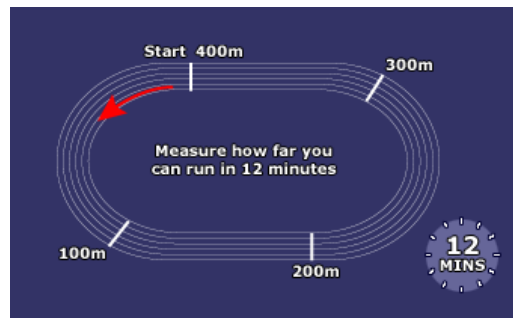 Start 400m
300m
Measure how far you
can run in 12 minutes
100m
200m
12
MINS